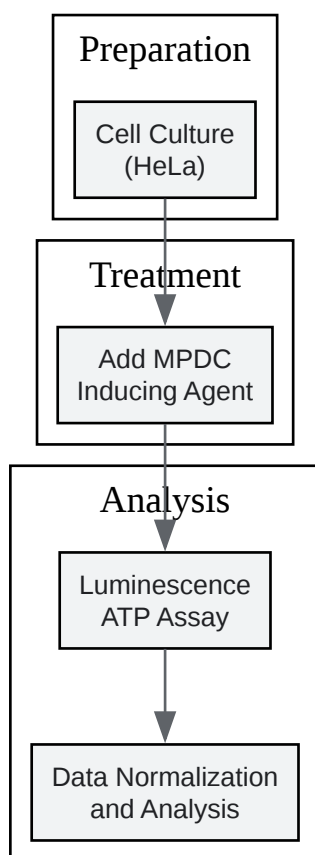 Preparation
Cell Culture
(HeLa)
Treatment
Add MPDC
Inducing Agent
Analysis
Luminescence
ATP Assay
Data Normalization
and Analysis